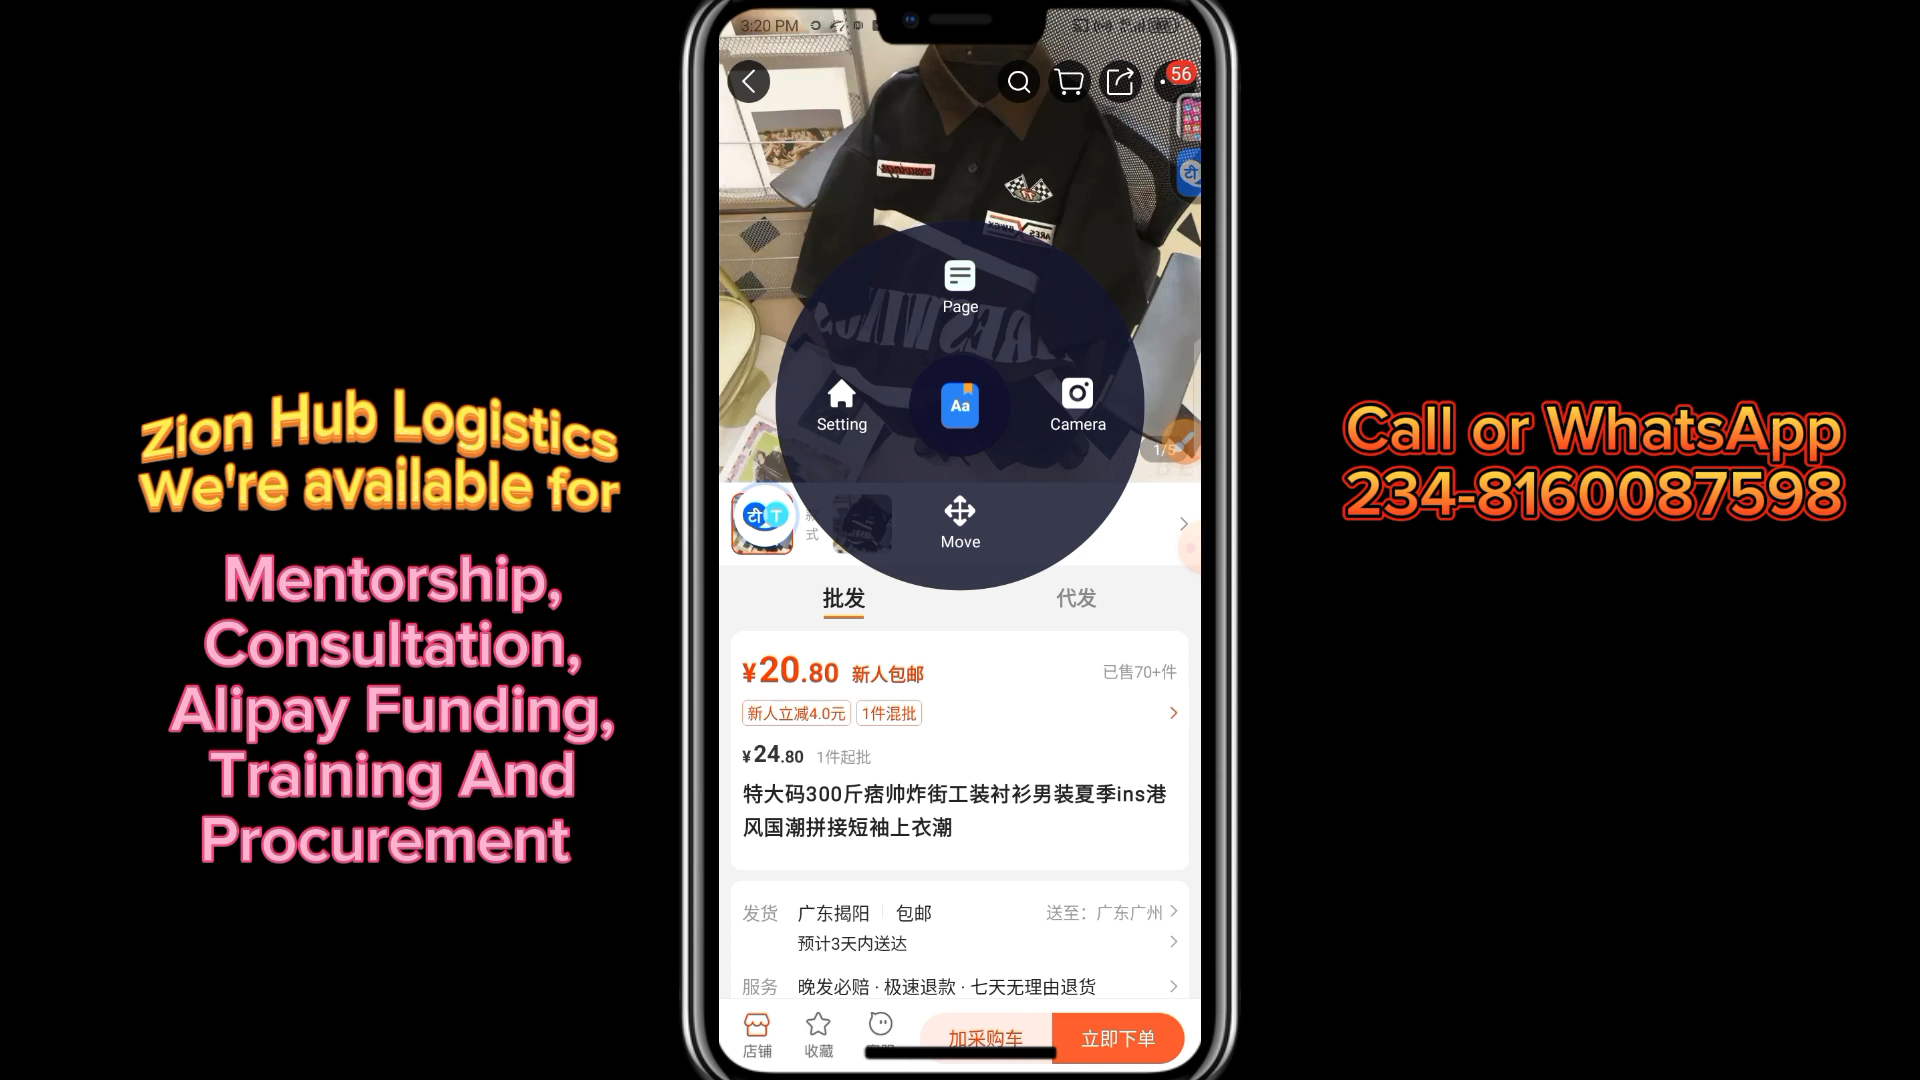 3:20 PM
56
Page
Setting
Aa
Camera
1/5
Move
टी T
款
式
批发 代发
¥20.80 新人包邮 已售70+件
新人立减4.0元 1件混批
¥24.80 1件起批
特大码300斤痞帅炸街工装衬衫男装夏季ins港
风国潮拼接短袖上衣潮
发货 广东揭阳 包邮 送至：广东广州
预计3天内送达
服务 晚发必赔 · 极速退款 · 七天无理由退货
店铺 收藏 加采购车 立即下单
Zion Hub Logistics
We're available for
Mentorship,
Consultation,
Alipay Funding,
Training And
Procurement
Call or WhatsApp
234-8160087598